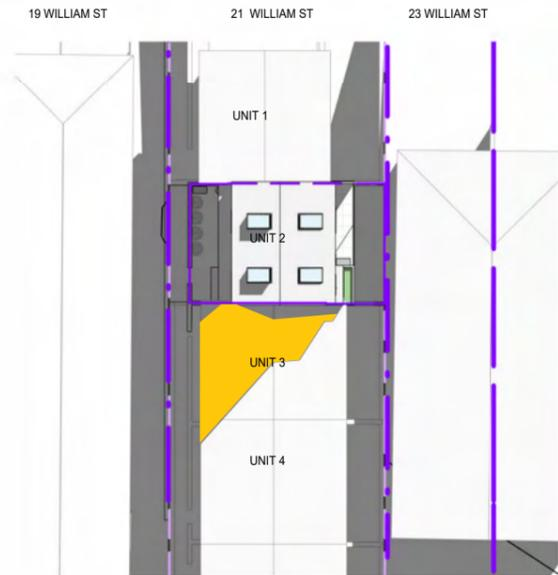 19 WILLIAM ST
21 WILLIAM ST
23 WILLIAM ST
UNIT 1
UNIT 2
UNIT 3
UNIT 4